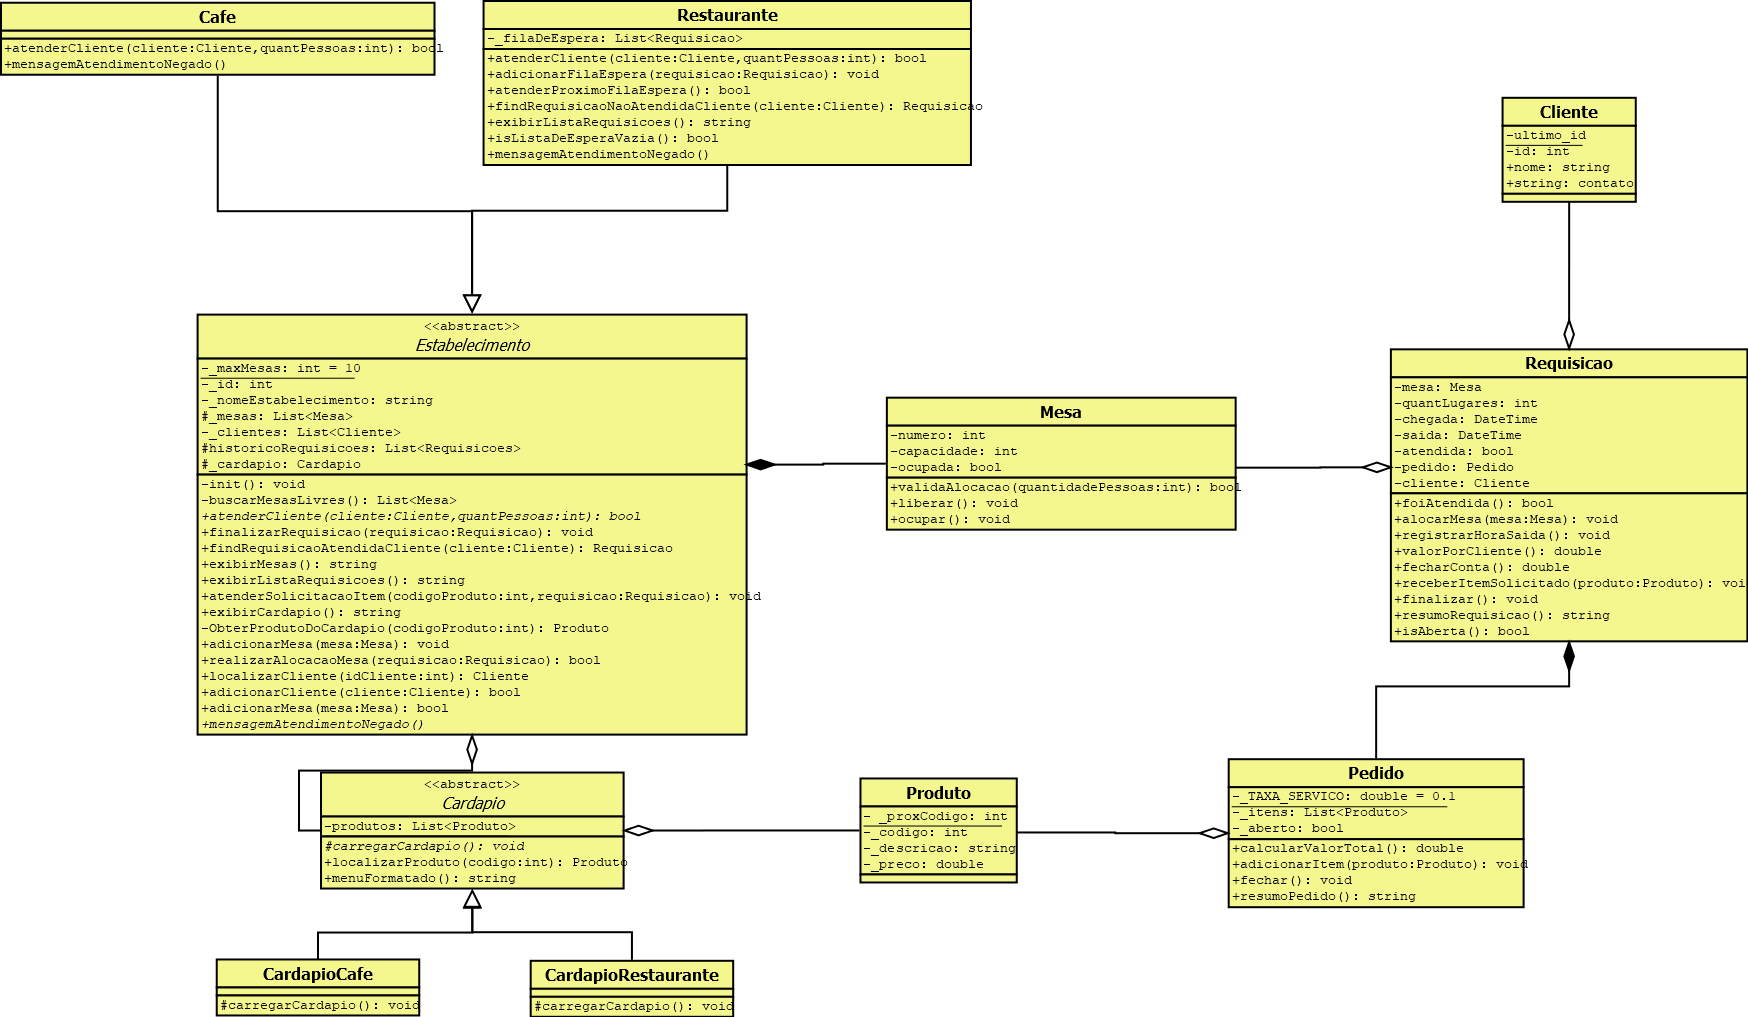 Cafe
+atenderCliente(cliente:Cliente,quantPessoas:int): bool
+mensagemAtendimentoNegado()
Restaurante
-_filaDeEspera: List<Requisicao>
+atenderCliente(cliente:Cliente,quantPessoas:int): bool
+adicionarFilaEspera(requisicao:Requisicao): void
+atenderProximoFilaEspera(): bool
+findRequisicaoNaoAtendidaCliente(cliente:Cliente): Requisicao
+exibirListaRequisicoes(): string
+isListaDeEsperaVazia(): bool
+mensagemAtendimentoNegado()
Cliente
-ultimo_id
-id: int
+nome: string
+string: contato
<<abstract>>
Estabelecimento
-_maxMesas: int = 10
-_id: int
-_nomeEstabelecimento: string
#_mesas: List<Mesa>
-_clientes: List<Cliente>
#historicoRequisicoes: List<Requisicoes>
#_cardapio: Cardapio
-init(): void
-buscarMesasLivres(): List<Mesa>
+atenderCliente(cliente:Cliente,quantPessoas:int): bool
+finalizarRequisicao(requisicao:Requisicao): void
+findRequisicaoAtendidaCliente(cliente:Cliente): Requisicao
+exibirMesas(): string
+exibirListaRequisicoes(): string
+atenderSolicitacaoItem(codigoProduto:int,requisicao:Requisicao): void
+exibirCardapio(): string
-ObterProdutoDoCardapio(codigoProduto:int): Produto
+adicionarMesa(mesa:Mesa): void
+realizarAlocacaoMesa(requisicao:Requisicao): bool
+localizarCliente(idCliente:int): Cliente
+adicionarCliente(cliente:Cliente): bool
+adicionarMesa(mesa:Mesa): bool
+mensagemAtendimentoNegado()
Mesa
-numero: int
-capacidade: int
-ocupada: bool
+validaAlocacao(quantidadePessoas:int): bool
+liberar(): void
+ocupar(): void
Requisicao
-mesa: Mesa
-quantLugares: int
-chegada: DateTime
-saida: DateTime
-atendida: bool
-pedido: Pedido
-cliente: Cliente
+foiAtendida(): bool
+alocarMesa(mesa:Mesa): void
+registrarHoraSaida(): void
+valorPorCliente(): double
+fecharConta(): double
+receberItemSolicitado(produto:Produto): voi
+finalizar(): void
+resumoRequisicao(): string
+isAberta(): bool
<<abstract>>
Cardapio
-produtos: List<Produto>
#carregarCardapio(): void
+localizarProduto(codigo:int): Produto
+menuFormatado(): string
Produto
- _proxCodigo: int
-_codigo: int
-_descricao: string
-_preco: double
Pedido
-_TAXA_SERVICO: double = 0.1
-_itens: List<Produto>
-_aberto: bool
+calcularValorTotal(): double
+adicionarItem(produto:Produto): void
+fechar(): void
+resumoPedido(): string
CardapioCafe
#carregarCardapio(): void
CardapioRestaurante
#carregarCardapio(): void